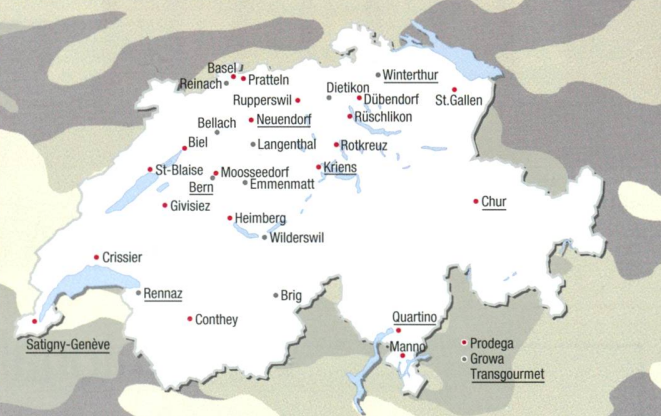 Basel
Reinach
Pratteln
Winterthur
Dietikon
Rupperswil
Dübendorf
St.Gallen
Neuendorf
Rüschlikon
Bellach
Biel
Langenthal
Rotkreuz
St-Blaise
Moosseedorf
Kriens
Bern
Emmenmatt
Givisiez
Chur
Heimberg
Wilderswil
Crissier
Rennaz
Brig
Conthey
Quartino
Satigny-Genève
Manno
Prodega
Growa
Transgourmet